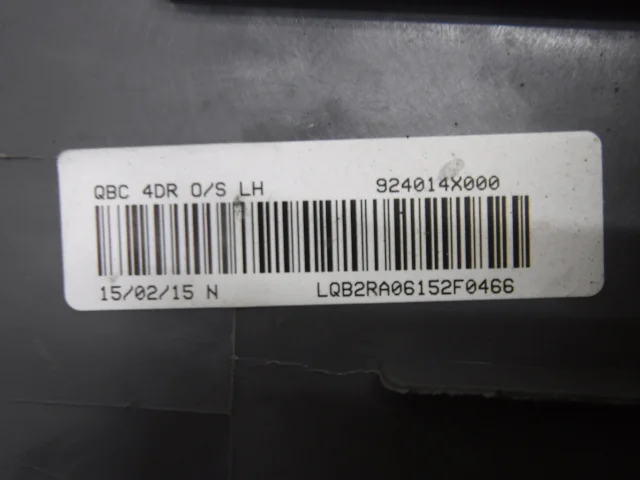 QBC 4DR O/S LH 924014X000
15/02/15 N LQB2RA06152F0466